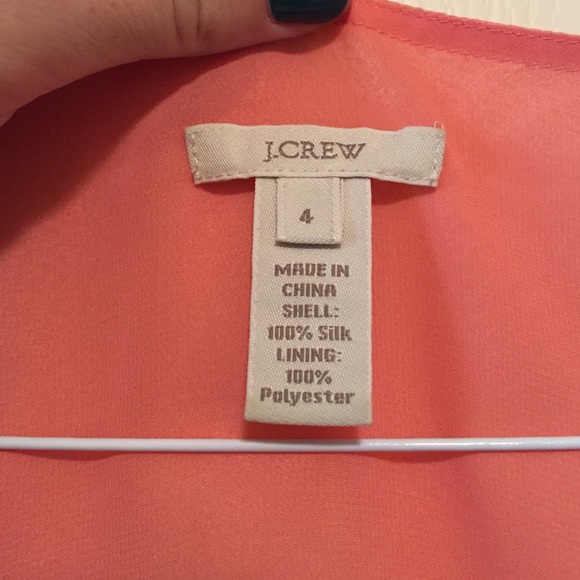 J.CREW
4
MADE IN
CHINA
SHELL:
100% Silk
LINING:
100%
Polyester